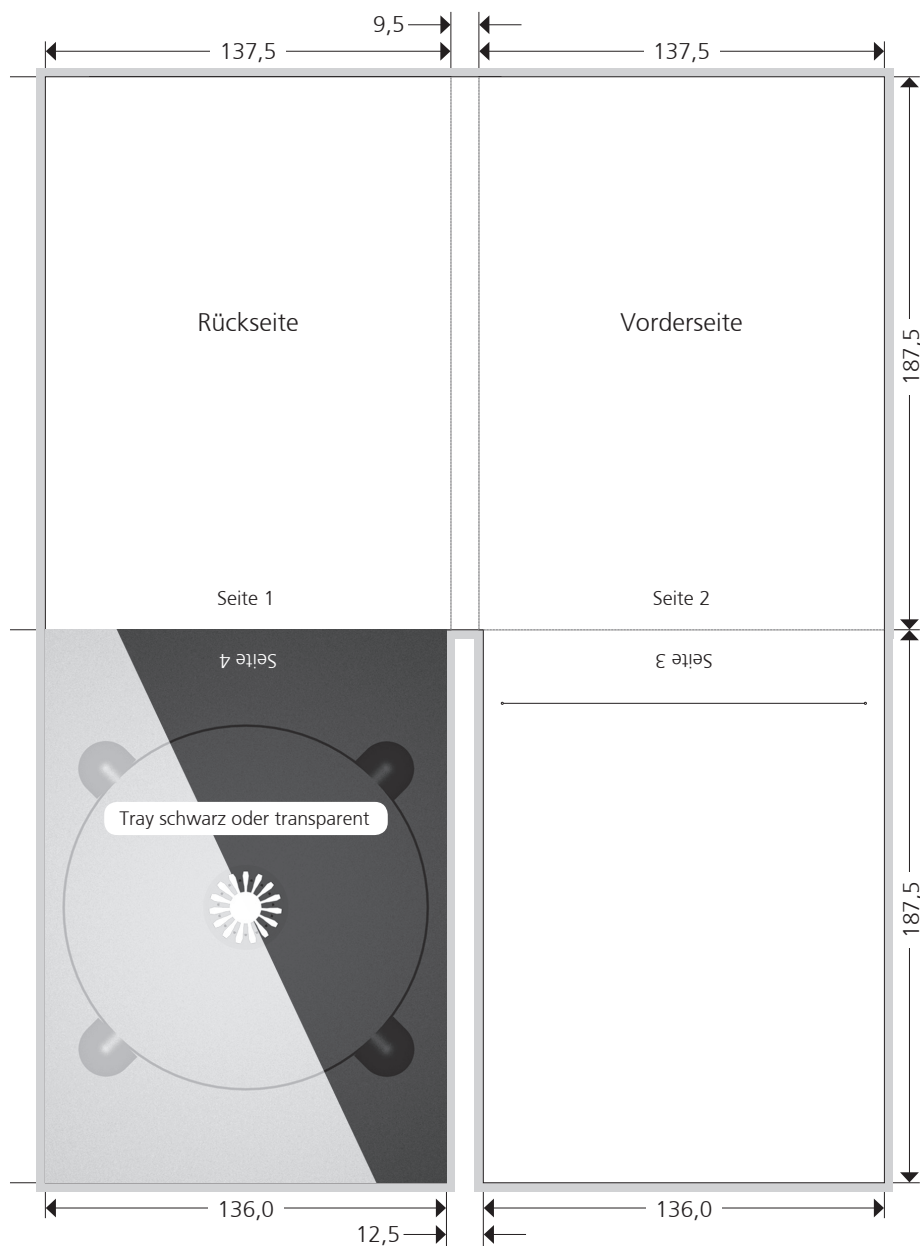 9,5
137,5
137,5
Rückseite
Vorderseite
187,5
Seite 1
Seite 2
Seite 4
Seite 3
Tray schwarz oder transparent
187,5
136,0
136,0
12,5